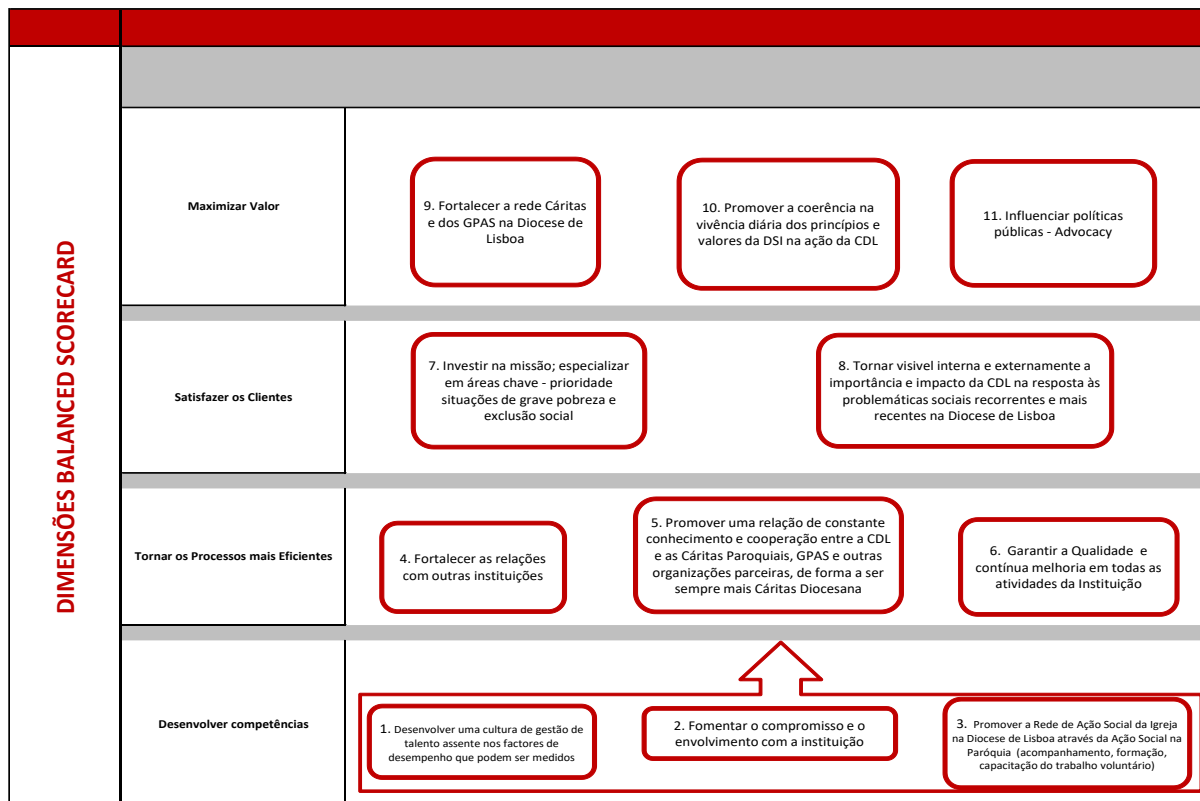 DIMENSÕES BALANCED SCORECARD
Maximizar Valor
9. Fortalecer a rede Cáritas
e dos GPAS na Diocese de
Lisboa
10. Promover a coerência na
vivência diária dos princípios e
valores da DSI na ação da CDL
11. Influenciar políticas
públicas - Advocacy
Satisfazer os Clientes
7. Investir na missão; especializar
em áreas chave - prioridade
situações de grave pobreza e
exclusão social
8. Tornar visivel interna e externamente a
importância e impacto da CDL na resposta às
problemáticas sociais recorrentes e mais
recentes na Diocese de Lisboa
Tornar os Processos mais Eficientes
4. Fortalecer as relações
com outras instituições
5. Promover uma relação de constante
conhecimento e cooperação entre a CDL
e as Cáritas Paroquiais, GPAS e outras
organizações parceiras, de forma a ser
sempre mais Cáritas Diocesana
6. Garantir a Qualidade e
contínua melhoria em todas as
atividades da Instituição
Desenvolver competências
1. Desenvolver uma cultura de gestão de
talento assente nos factores de
desempenho que podem ser medidos
2. Fomentar o compromisso e o
envolvimento com a instituição
3. Promover a Rede de Ação Social da Igreja
na Diocese de Lisboa através da Ação Social na
Paróquia (acompanhamento, formação,
capacitação do trabalho voluntário)